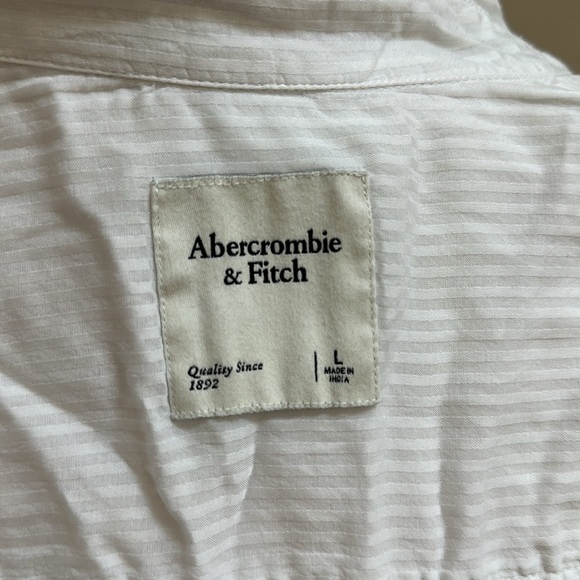 Abercrombie
& Fitch
Quality Since
1892
L
MADE IN
INDIA